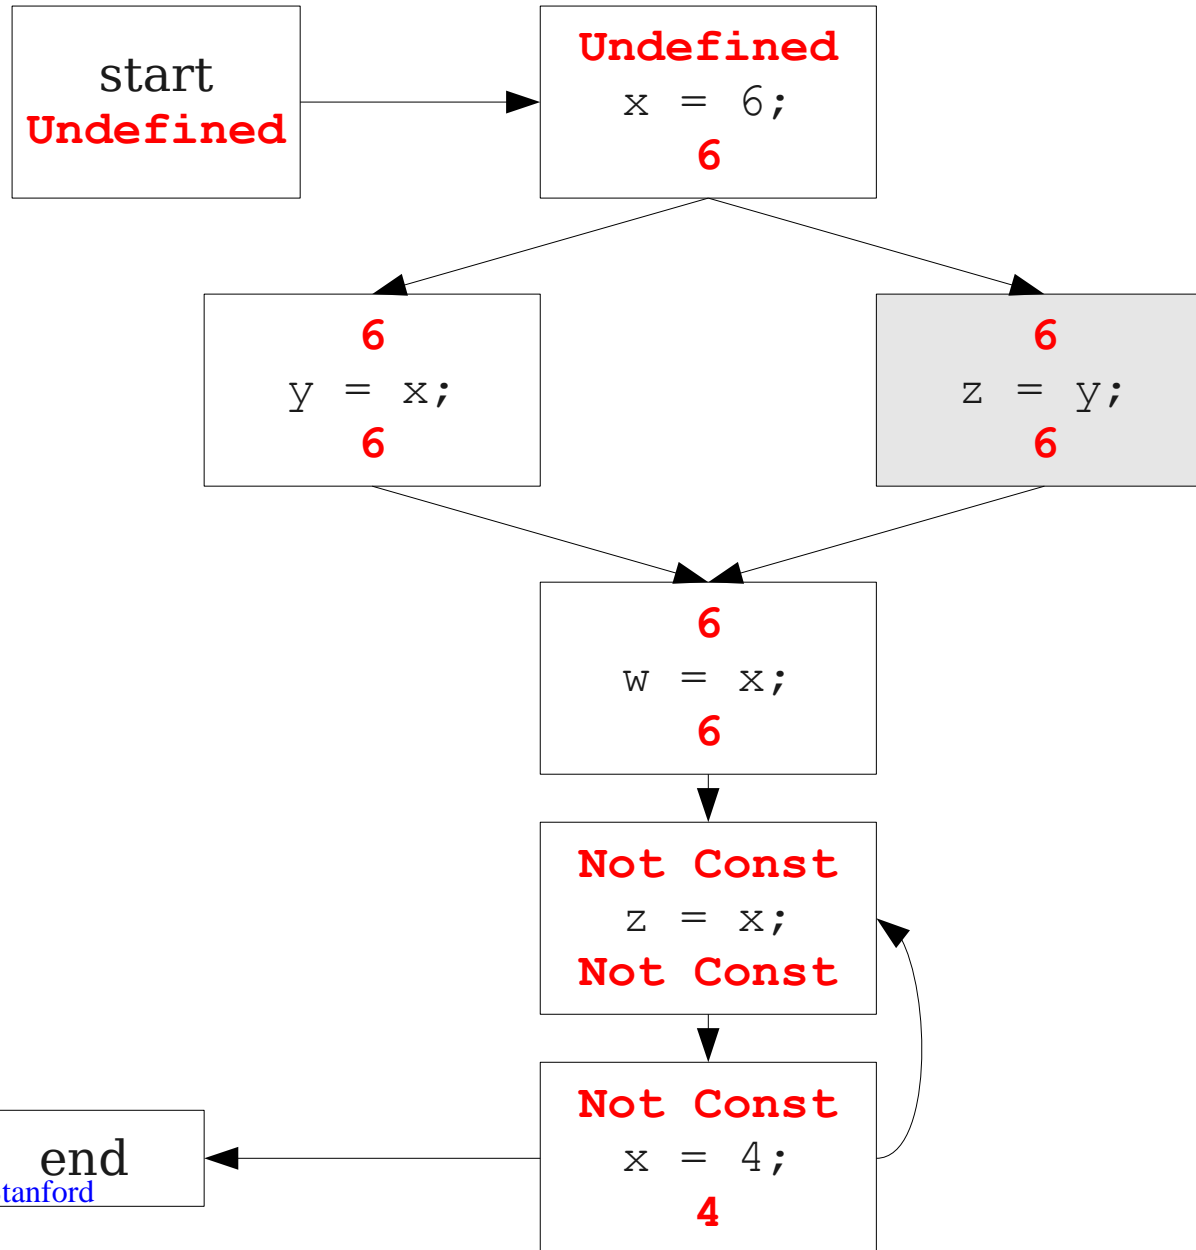 start
Undefined
Undefined
x = 6;
6
6
y = x;
6
6
z = y;
6
6
w = x;
6
Not Const
z = x;
Not Const
Not Const
x = 4;
4
end
tanford